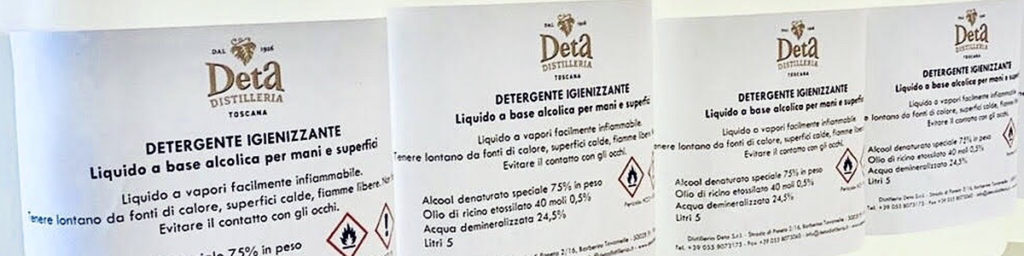 DAL 1926
Deta
DISTILLERIA
TOSCANA
DETERGENTE IGIENIZZANTE
Liquido a base alcolica per mani e superfici
Liquido a vapori facilmente infiammabile.
Tenere lontano da fonti di calore, superfici calde, fiamme libere.
Evitare il contatto con gli occhi.
75% in peso
DAL 1926
Deta
DISTILLERIA
TOSCANA
DETERGENTE IGIENIZZANTE
Liquido a base alcolica per mani e superfici
Liquido a vapori facilmente infiammabile.
Tenere lontano da fonti di calore, superfici calde, fiamme
Evitare il contatto con gli occhi.
Alcool denaturato speciale 75% in peso
Olio di ricino etossilato 40 moli 0,5%
Acqua demineralizzata 24,5%
Litri 5
DAL 1926
Deta
DISTILLERIA
TOSCANA
DETERGENTE IGIENIZZANTE
Liquido a base alcolica per mani e
Liquido a vapori facilmente infiammabile.
Tenere lontano da fonti di calore, superfici calde, fiamme
Evitare il contatto con gli occhi.
Alcool denaturato speciale 75% in peso
Olio di ricino etossilato 40 moli 0,5%
Acqua demineralizzata 24,5%
Litri 5
DAL 1926
Deta
DISTILLERIA
TOSCANA
DETERGENTE IGIENIZZANTE
Liquido a base alcolica per mani e
Liquido a vapori facilmente
Tenere lontano da fonti di calore, superfici calde,
Evitare il contatto con gli occhi.
Alcool denaturato speciale 75% in peso
Olio di ricino etossilato 40 moli 0,5%
Acqua demineralizzata 24,5%
Litri 5